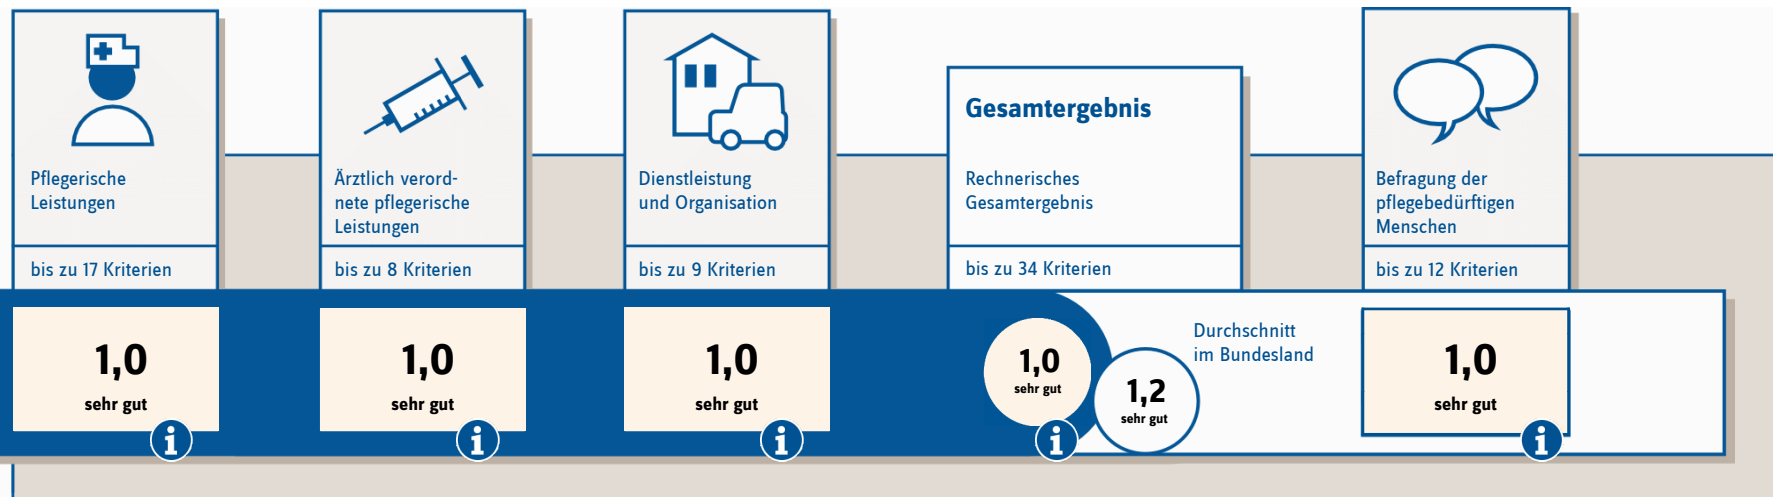 Pflegerische
Leistungen
bis zu 17 Kriterien
1,0
sehr gut
i
Ärztlich verord-
nete pflegerische
Leistungen
bis zu 8 Kriterien
1,0
sehr gut
i
Dienstleistung
und Organisation
bis zu 9 Kriterien
1,0
sehr gut
i
Gesamtergebnis
Rechnerisches
Gesamtergebnis
bis zu 34 Kriterien
1,0
sehr gut
i
1,2
sehr gut
Durchschnitt
im Bundesland
Befragung der
pflegebedürftigen
Menschen
bis zu 12 Kriterien
1,0
sehr gut
i